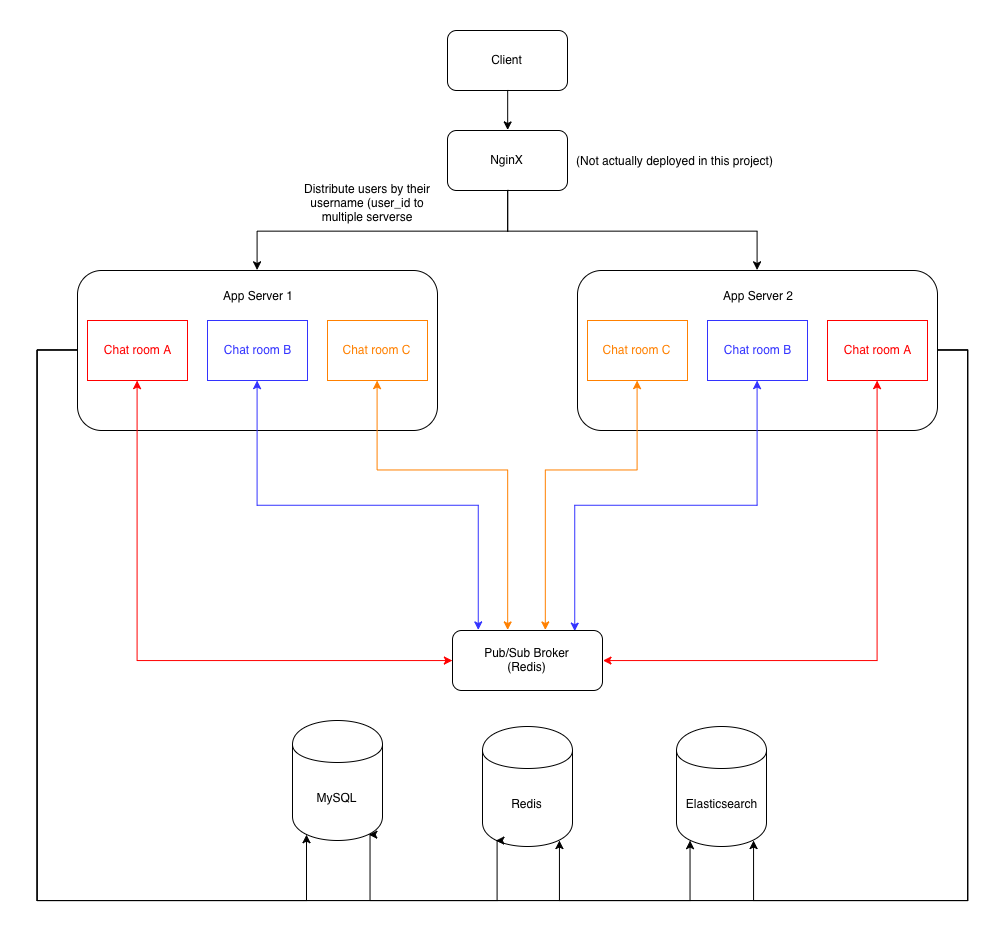 Client
NginX
(Not actually deployed in this project)
Distribute users by their
username (user_id to
multiple serverse
App Server 1
App Server 2
Chat room A
Chat room B
Chat room C
Chat room C
Chat room B
Chat room A
Pub/Sub Broker
(Redis)
MySQL
Redis
Elasticsearch